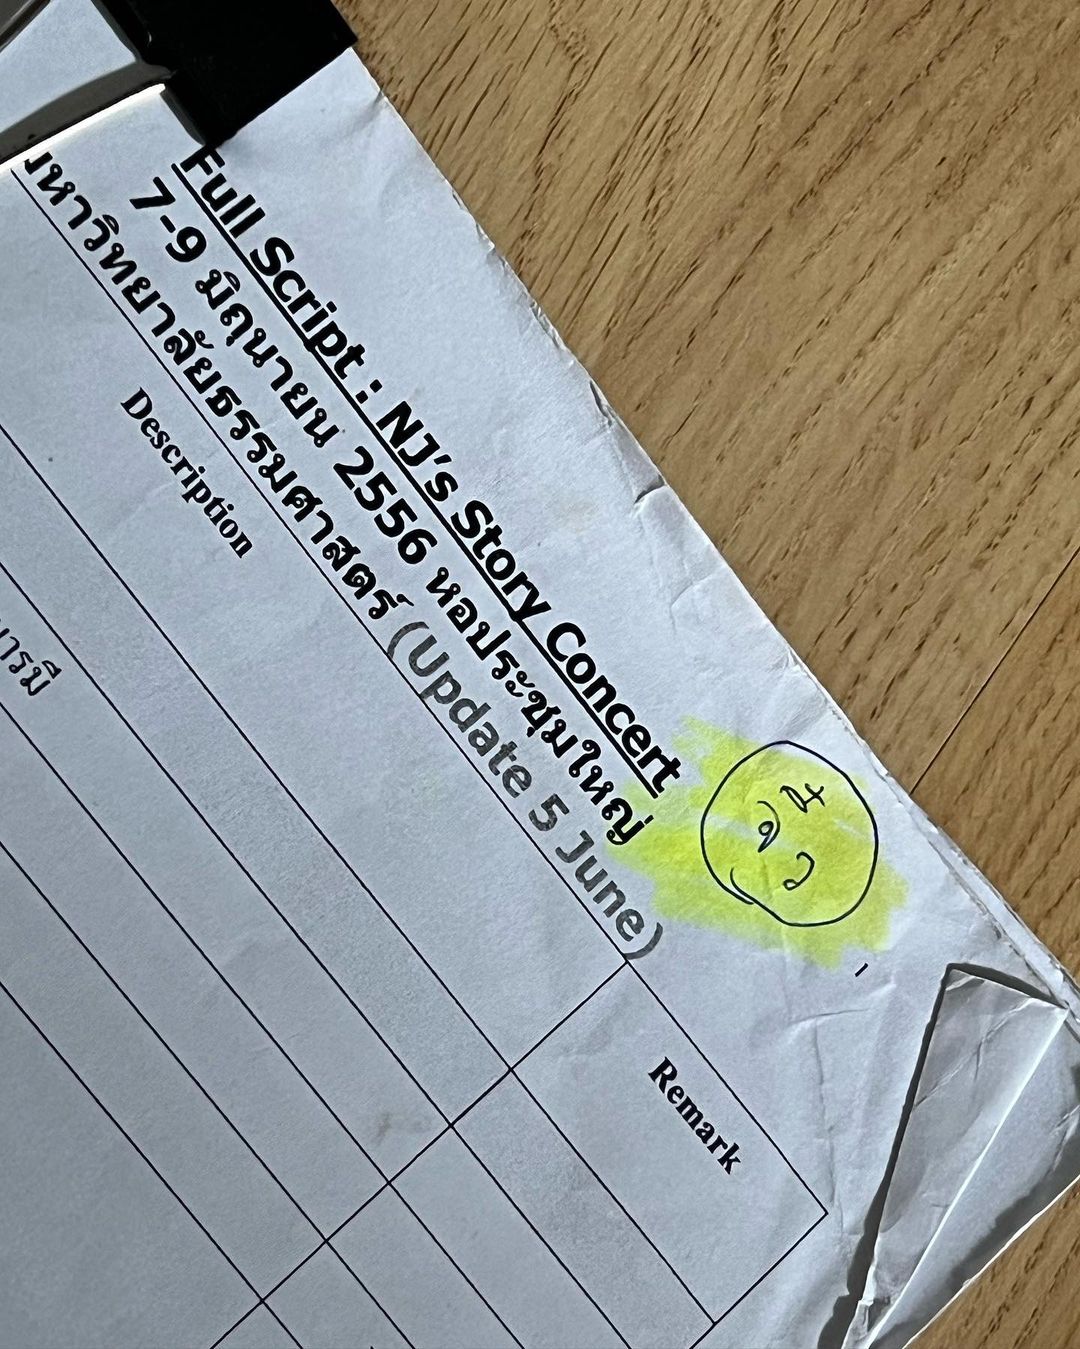 Full Script : NJ's Story Concert
7-9 มิถุนายน 2556 หอประชุมใหญ่
มหาวิทยาลัยธรรมศาสตร์ (Update 5 June)
Description
Remark